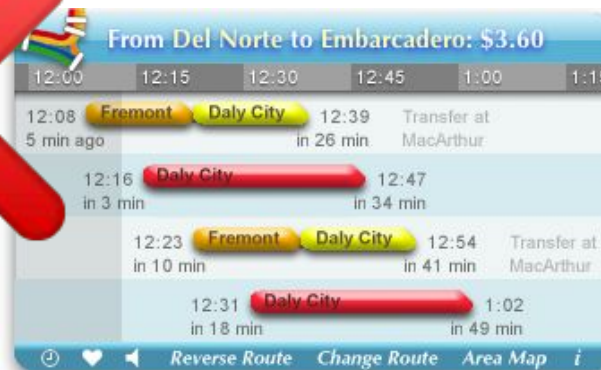 From Del Norte to Embarcadero: $3.60
12:00 12:15 12:30 12:45 1:00 1:15
12:08 Fremont Daly City 12:39 Transfer at
5 min ago in 26 min MacArthur
12:16 Daly City 12:47
in 3 min in 34 min
12:23 Fremont Daly City 12:54 Transfer at
in 10 min in 41 min MacArthur
12:31 Daly City 1:02
in 18 min in 49 min
Reverse Route Change Route Area Map i